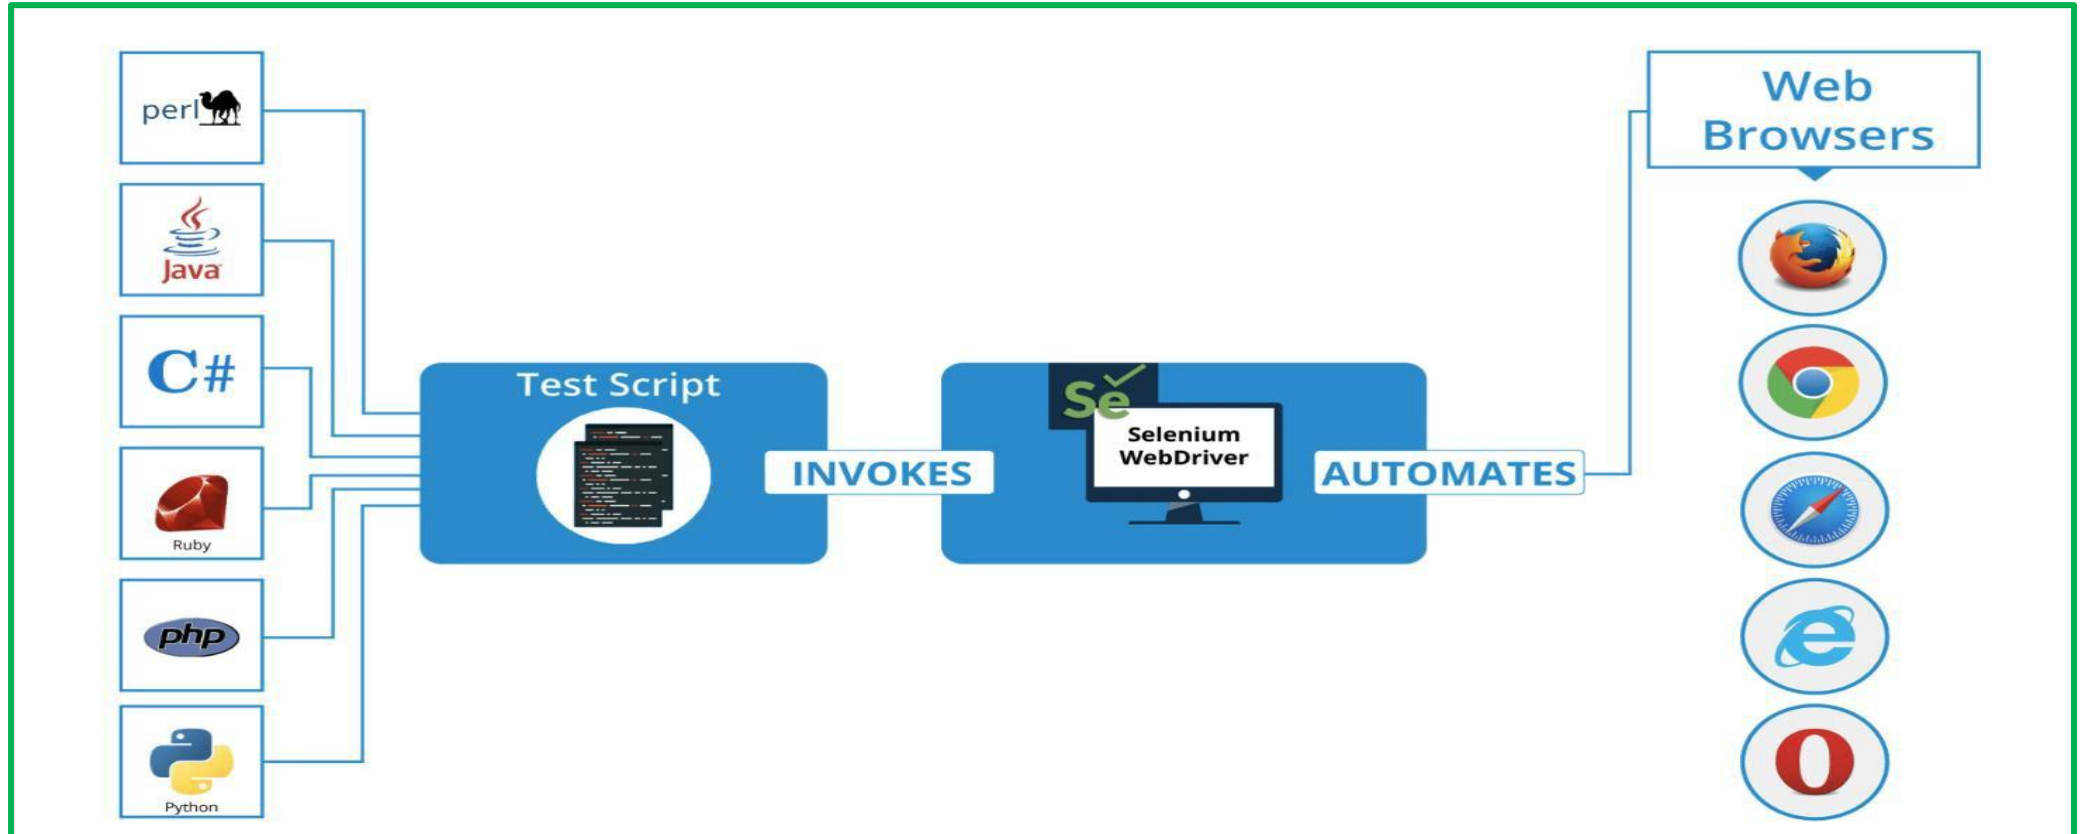 perl
Java
C#
Ruby
php
Python
Test Script
INVOKES
Se
Selenium
WebDriver
AUTOMATES
Web
Browsers